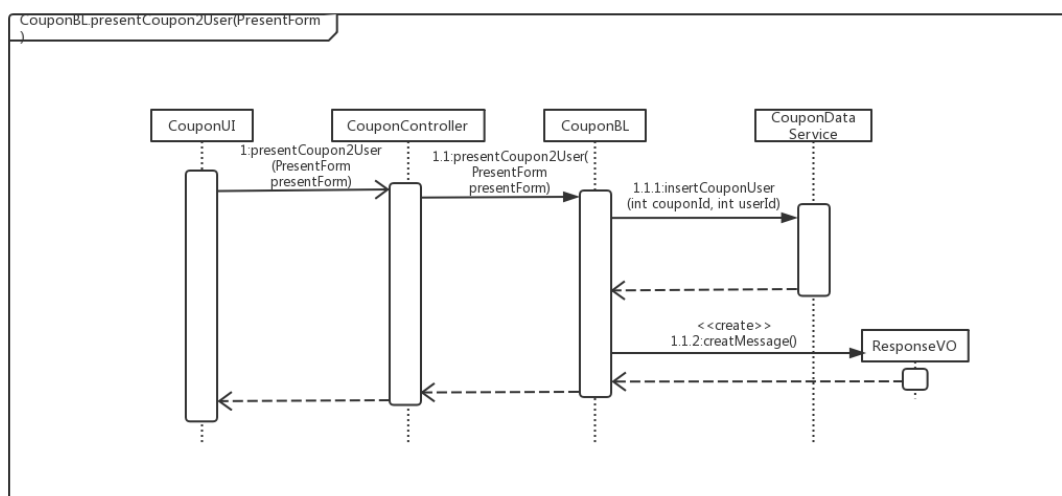 CouponBL.presentCoupon2User(PresentForm
)
CouponUI
CouponController
CouponBL
CouponData
Service
1:presentCoupon2User
(PresentForm
presentForm)
1.1:presentCoupon2User(
PresentForm
presentForm)
1.1.1:insertCouponUser
(int couponId, int userId)
<<create>>
1.1.2:creatMessage()
ResponseVO